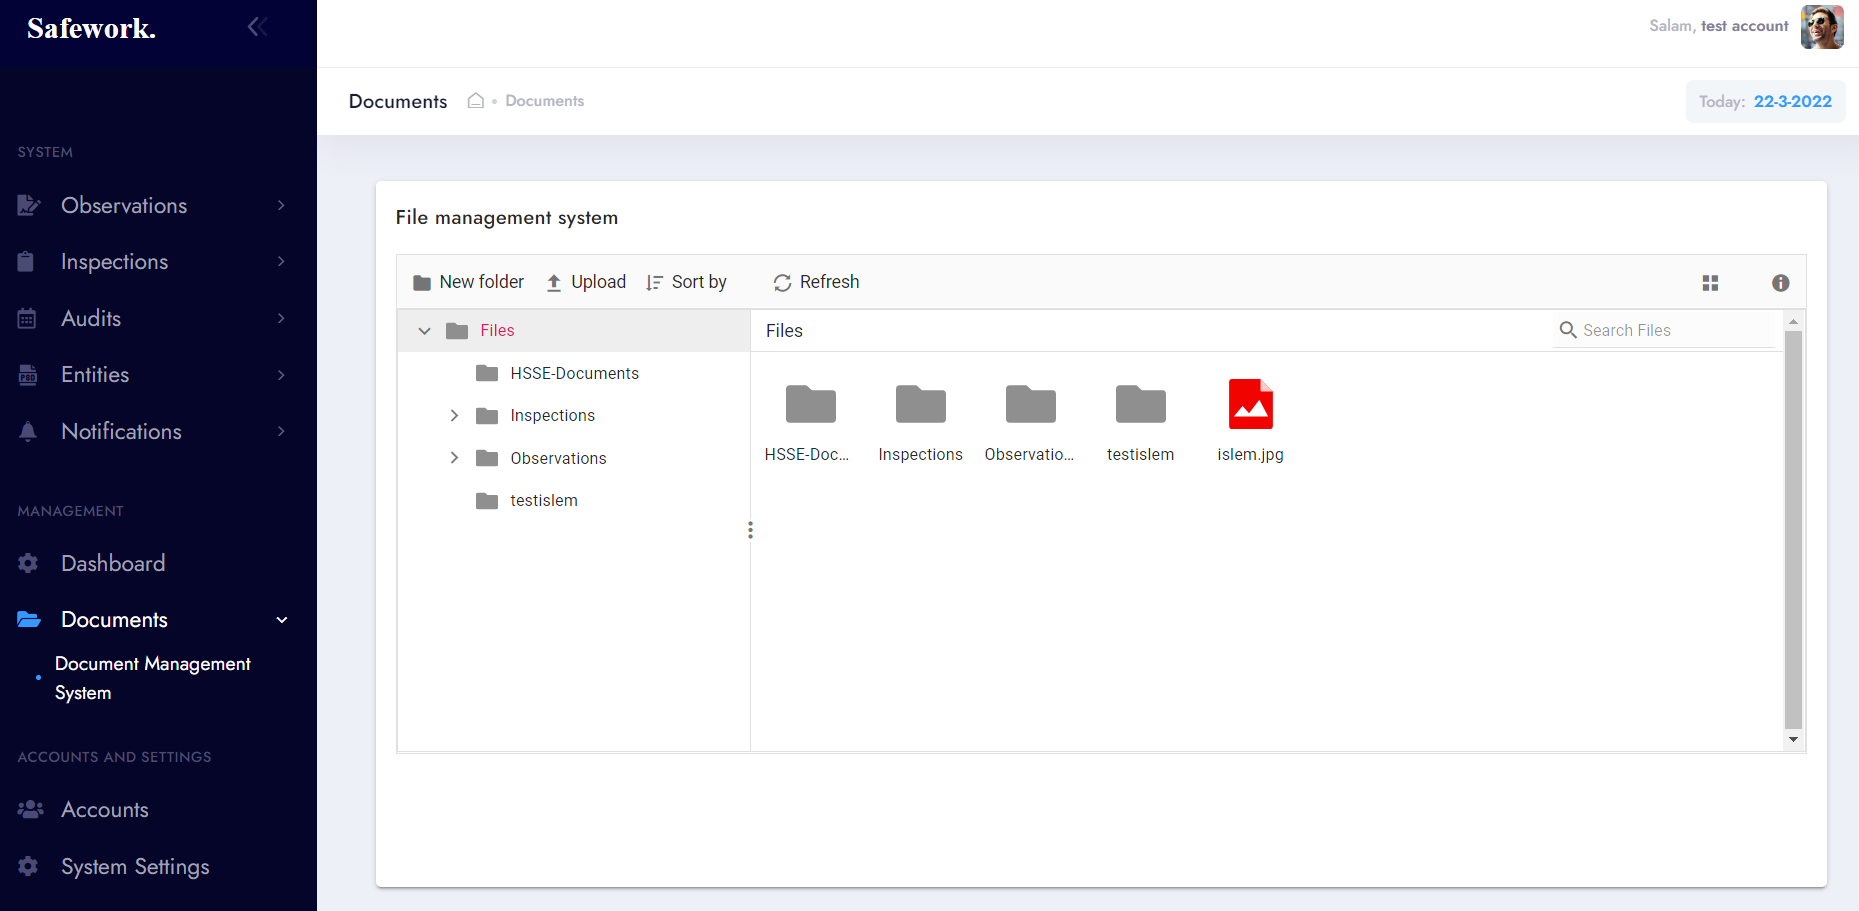 Safework.
Salam, test account
Documents
Documents
Today: 22-3-2022
SYSTEM
Observations
Inspections
Audits
Entities
Notifications
MANAGEMENT
Dashboard
Documents
Document Management
System
ACCOUNTS AND SETTINGS
Accounts
System Settings
File management system
New folder
Upload
Sort by
Refresh
Files
HSSE-Documents
Inspections
Observations
testislem
Files
Search Files
HSSE-Doc...
Inspections
Observatio...
testislem
islem.jpg